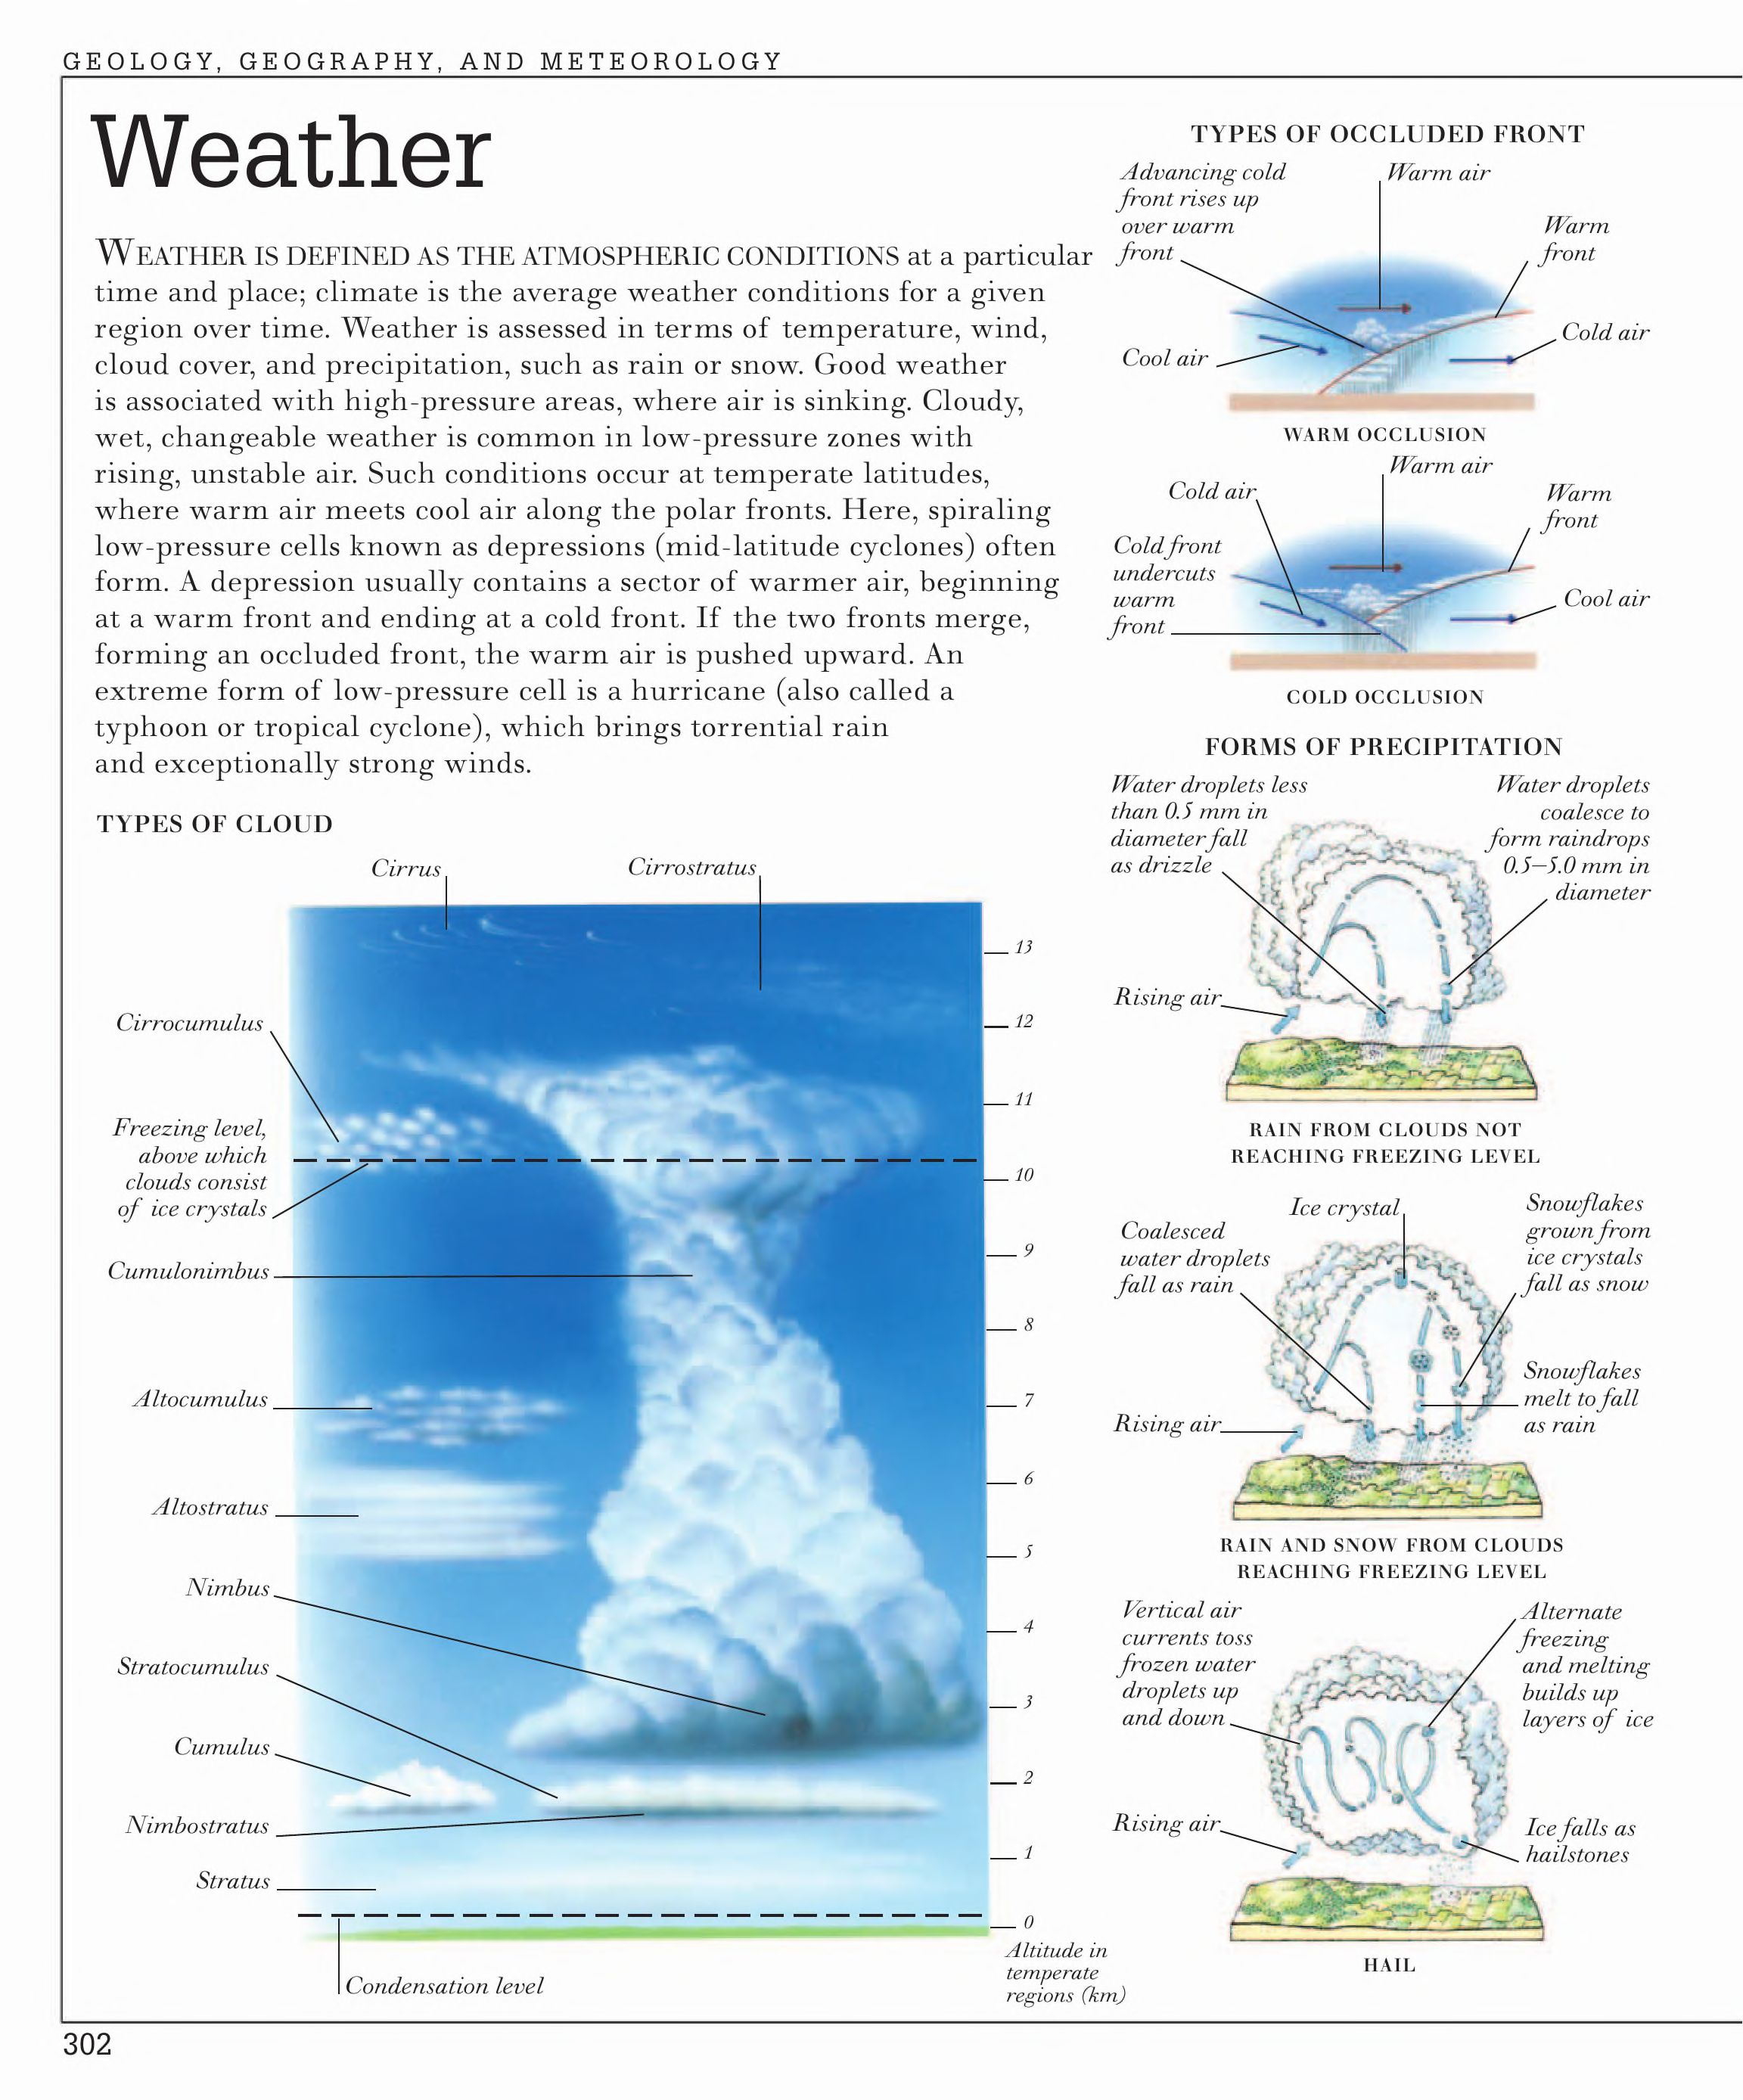 GEOLOGY, GEOGRAPHY, AND METEOROLOGY
Weather
WEATHER IS DEFINED AS THE ATMOSPHERIC CONDITIONS at a particular
time and place; climate is the average weather conditions for a given
region over time. Weather is assessed in terms of temperature, wind,
cloud cover, and precipitation, such as rain or snow. Good weather
is associated with high-pressure areas, where air is sinking. Cloudy,
wet, changeable weather is common in low-pressure zones with
rising, unstable air. Such conditions occur at temperate latitudes,
where warm air meets cool air along the polar fronts. Here, spiraling
low-pressure cells known as depressions (mid-latitude cyclones) often
form. A depression usually contains a sector of warmer air, beginning
at a warm front and ending at a cold front. If the two fronts merge,
forming an occluded front, the warm air is pushed upward. An
extreme form of low-pressure cell is a hurricane (also called a
typhoon or tropical cyclone), which brings torrential rain
and exceptionally strong winds.
TYPES OF CLOUD
Cirrus
Cirrostratus
Cirrocumulus
Freezing level,
above which
clouds consist
of ice crystals
Cumulonimbus
Altocumulus
Altostratus
Nimbus
Stratocumulus
Cumulus
Nimbostratus
Stratus
Condensation level
13
12
11
10
9
8
7
6
5
4
3
2
1
0
Altitude in
temperate
regions (km)
TYPES OF OCCLUDED FRONT
Advancing cold
front rises up
over warm
front
Warm air
Warm
front
Cool air
Cold air
WARM OCCLUSION
Warm air
Cold air
Warm
front
Cold front
undercuts
warm
front
Cool air
COLD OCCLUSION
FORMS OF PRECIPITATION
Water droplets less
than 0.5 mm in
diameter fall
as drizzle
Water droplets
coalesce to
form raindrops
0.5–5.0 mm in
diameter
Rising air
RAIN FROM CLOUDS NOT
REACHING FREEZING LEVEL
Ice crystal
Coalesced
water droplets
fall as rain
Snowflakes
grown from
ice crystals
fall as snow
Snowflakes
melt to fall
as rain
Rising air
RAIN AND SNOW FROM CLOUDS
REACHING FREEZING LEVEL
Vertical air
currents toss
frozen water
droplets up
and down
Alternate
freezing
and melting
builds up
layers of ice
Rising air
Ice falls as
hailstones
HAIL
302